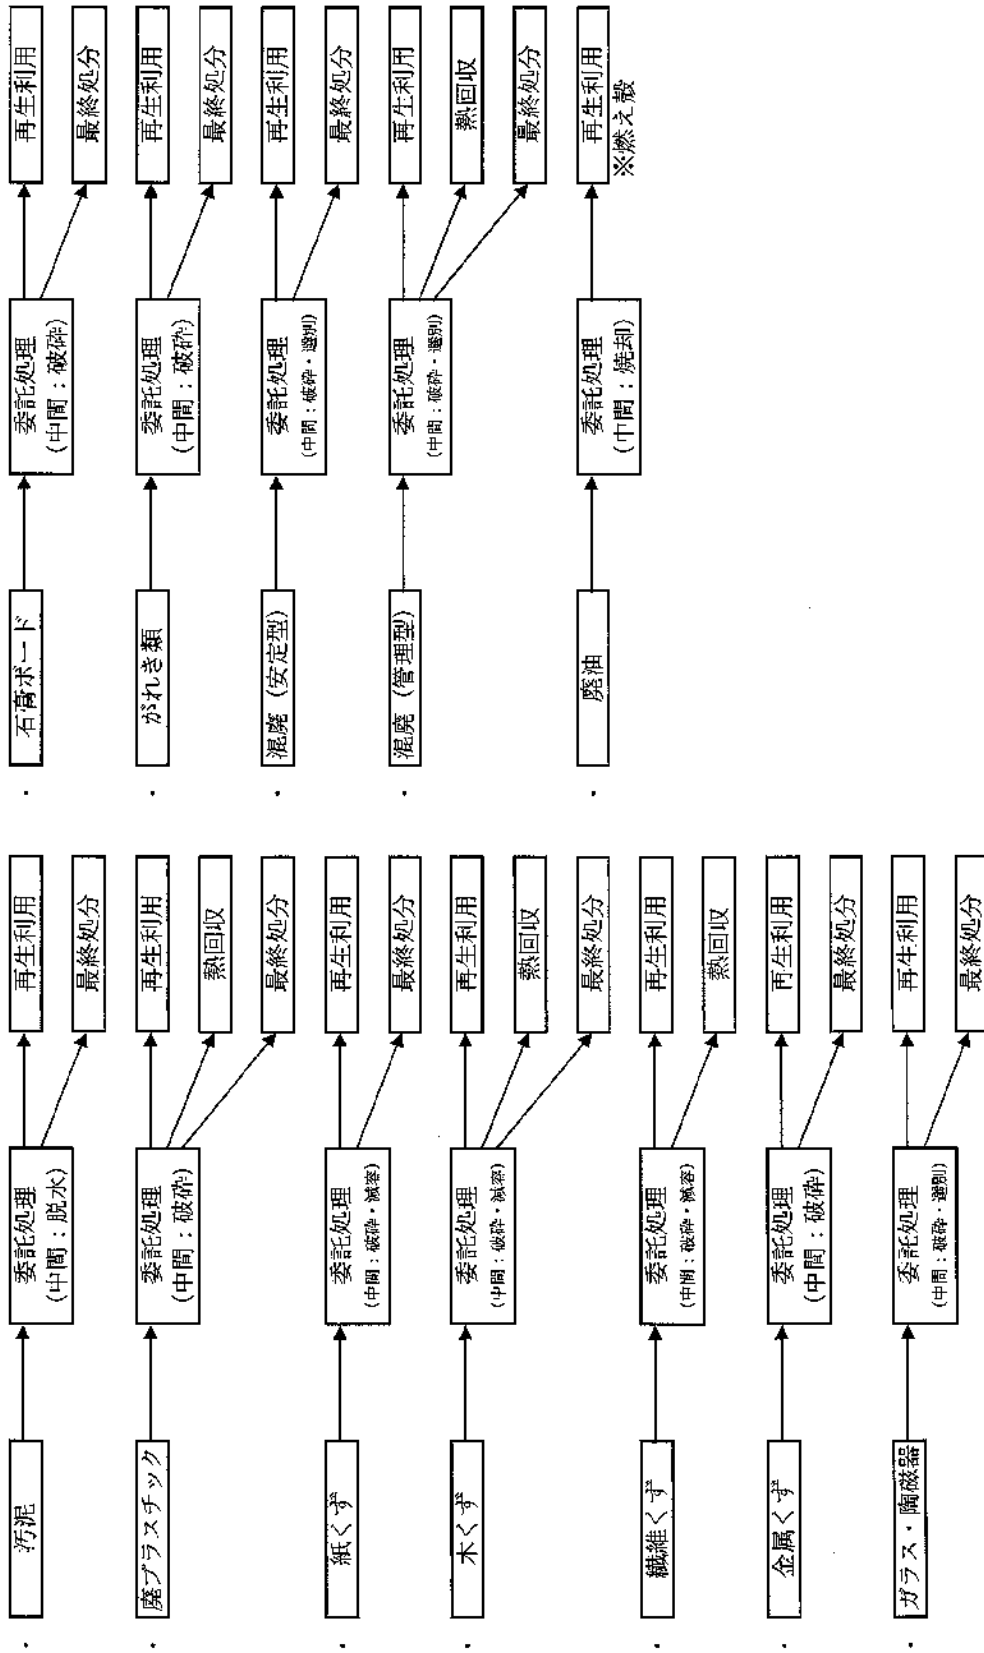 ・ 汚泥
委託処理
(中間：脱水)
再生利用
最終処分
・ 廃プラスチック
委託処理
(中間：破砕)
再生利用
熱回収
最終処分
・ 紙くず
委託処理
(中間：破砕・減容)
再生利用
最終処分
・ 木くず
委託処理
(中間：破砕・減容)
再生利用
熱回収
最終処分
・ 繊維くず
委託処理
(中間：破砕・減容)
再生利用
熱回収
・ 金属くず
委託処理
(中間：破砕)
再生利用
最終処分
・ ガラス・陶磁器
委託処理
(中間：破砕・選別)
再生利用
最終処分
・ 石膏ボード
委託処理
(中間：破砕)
再生利用
最終処分
・ がれき類
委託処理
(中間：破砕)
再生利用
最終処分
・ 混廃（安定型）
委託処理
(中間：破砕・選別)
再生利用
最終処分
・ 混廃（管理型）
委託処理
(中間：破砕・選別)
再生利用
熱回収
最終処分
・ 廃油
委託処理
(中間：焼却)
再生利用
※燃え殻